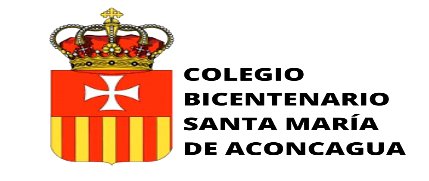 COLEGIO
BICENTENARIO
SANTA MARÍA
DE ACONCAGUA